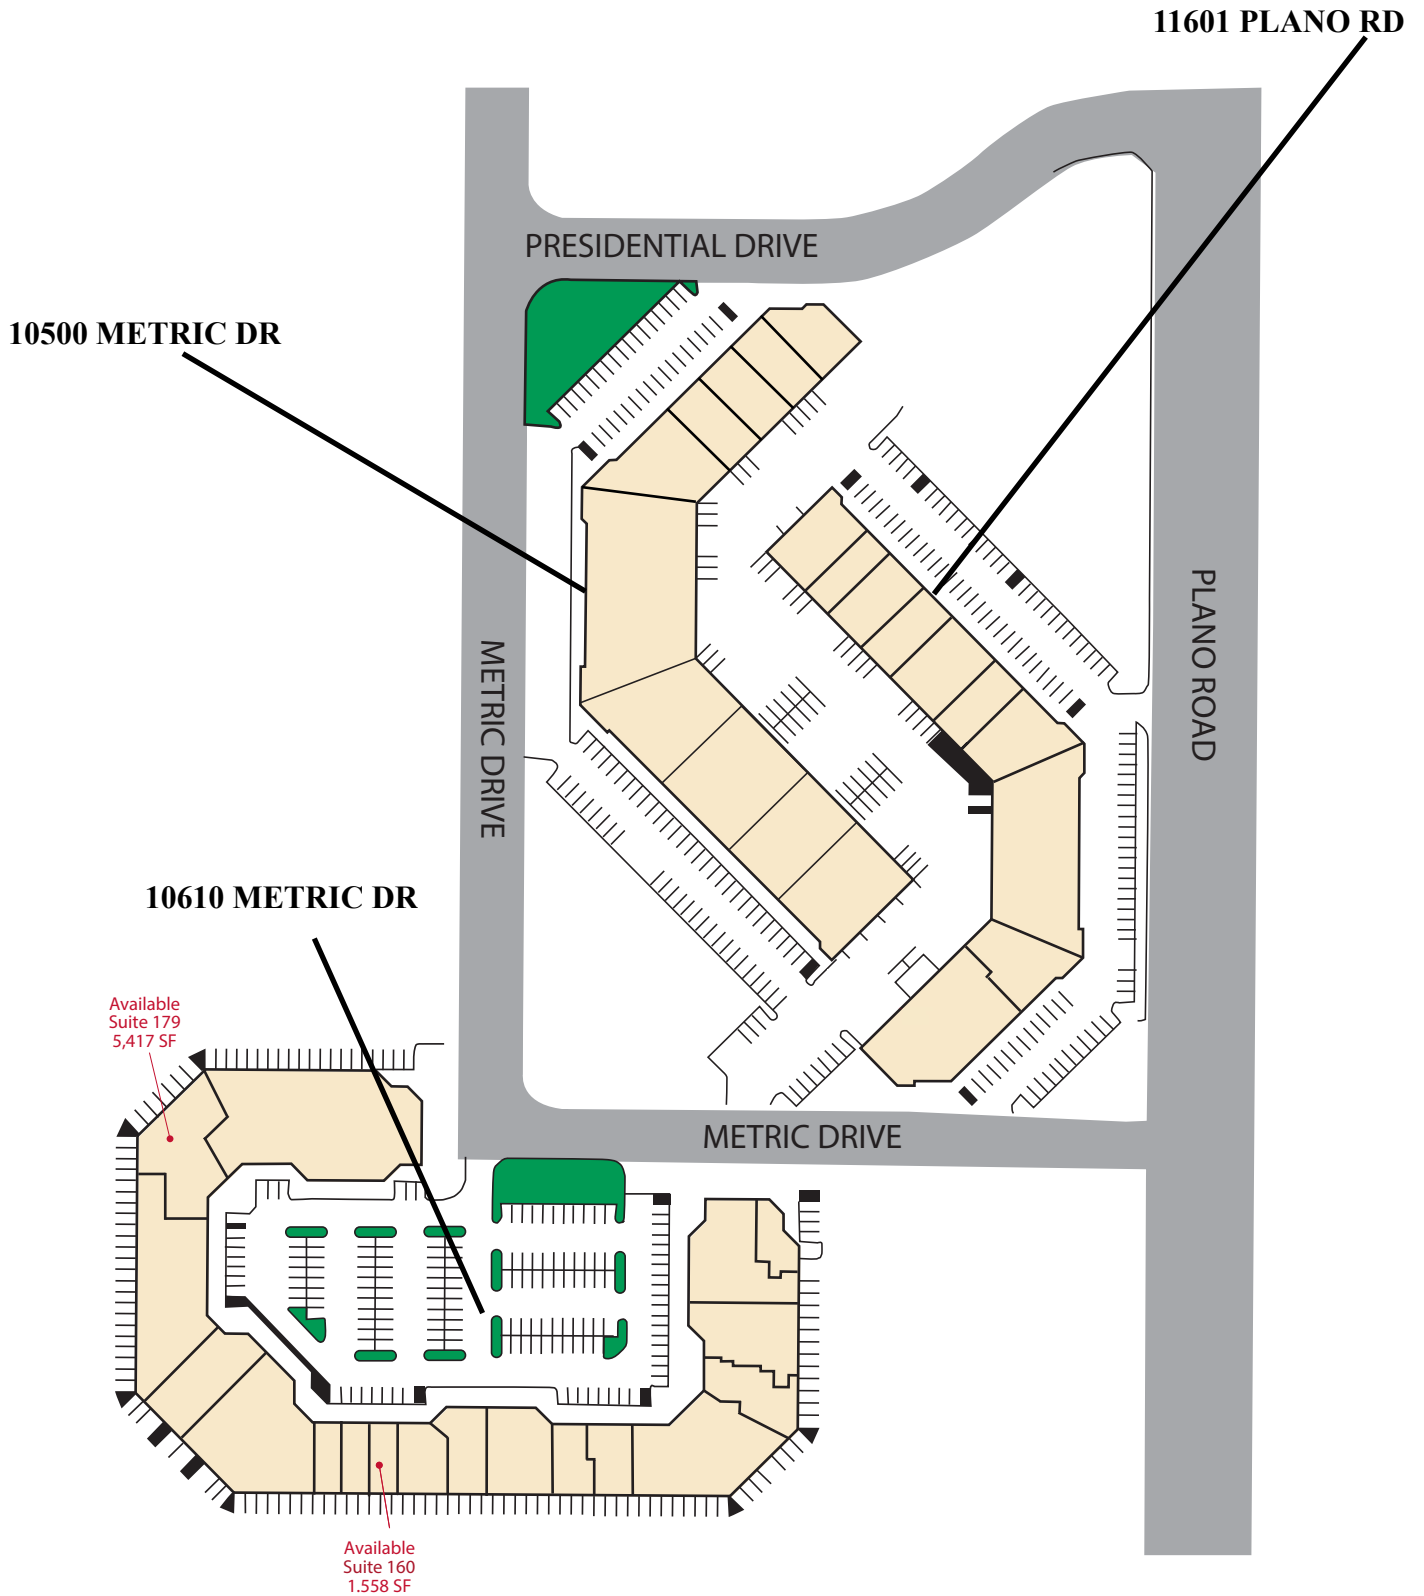 11601 PLANO RD
PRESIDENTIAL DRIVE
10500 METRIC DR
PLANO ROAD
METRIC DRIVE
10610 METRIC DR
Available
Suite 179
5,417 SF
METRIC DRIVE
Available
Suite 160
1.558 SF